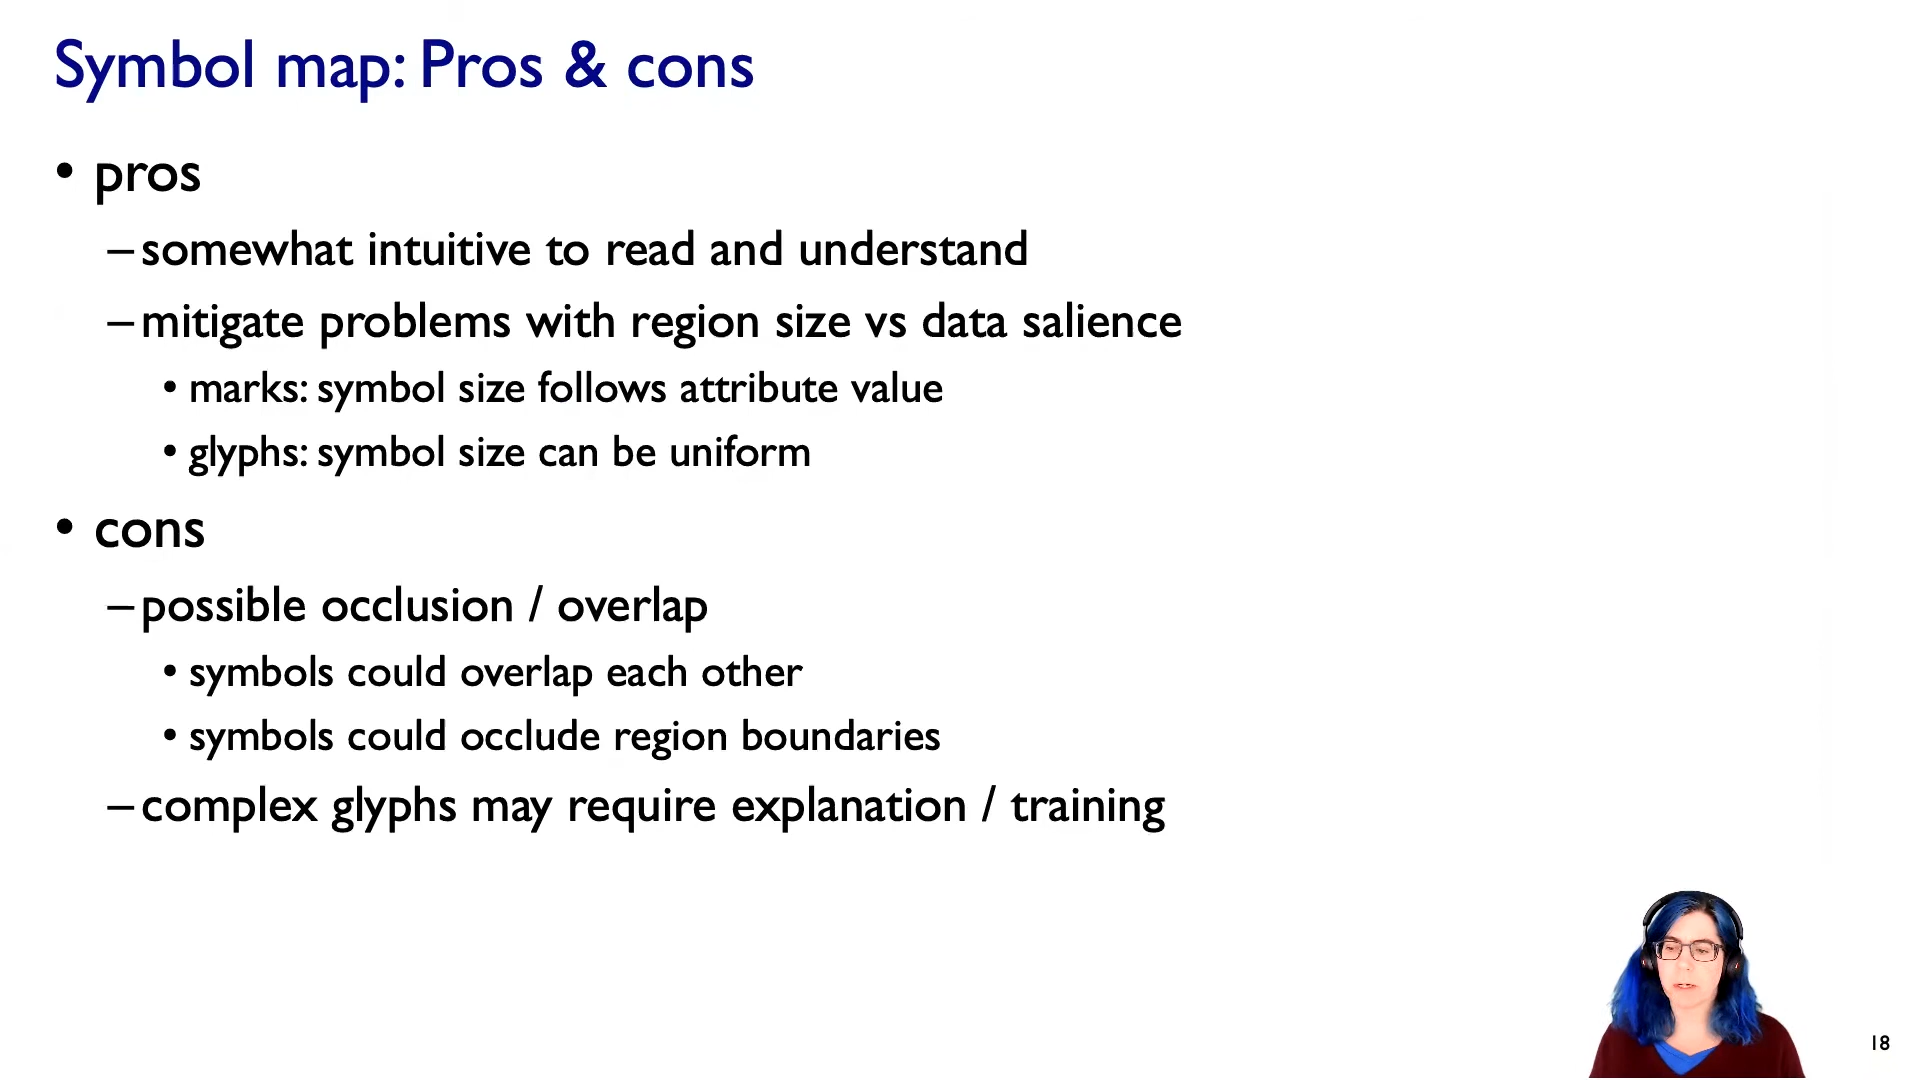 Symbol map: Pros & cons
• pros
– somewhat intuitive to read and understand
– mitigate problems with region size vs data salience
• marks: symbol size follows attribute value
• glyphs: symbol size can be uniform
• cons
– possible occlusion / overlap
• symbols could overlap each other
• symbols could occlude region boundaries
– complex glyphs may require explanation / training
18